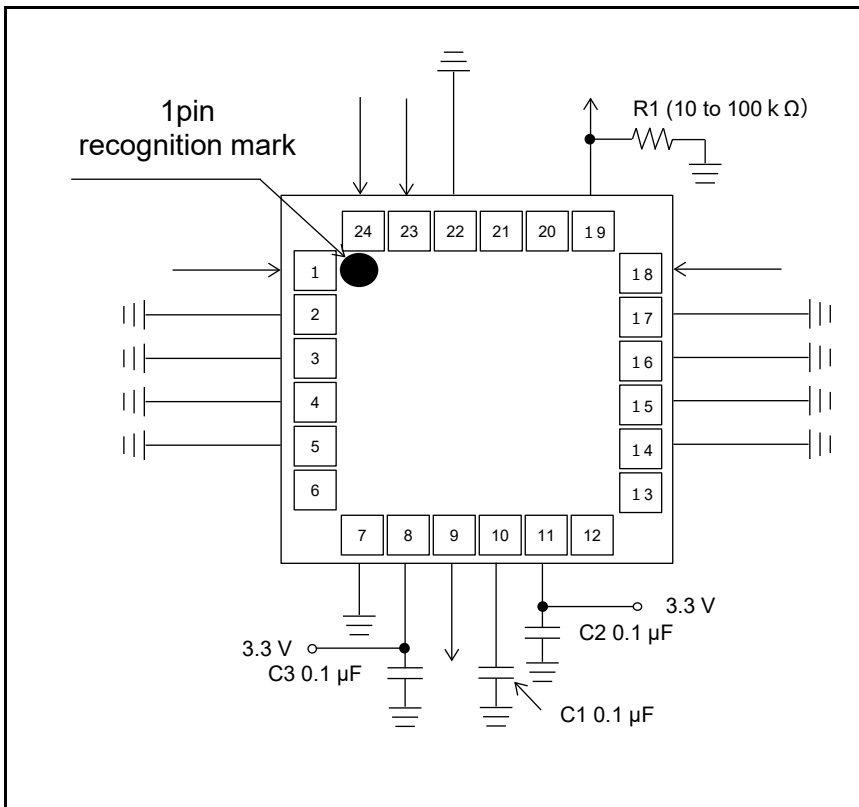 1pin
recognition mark
R1 (10 to 100 k Ω)
24 23 22 21 20 19
1
2
3
4
5
6
18
17
16
15
14
13
7 8 9 10 11 12
3.3 V
C2 0.1 µF
3.3 V
C3 0.1 µF
C1 0.1 µF